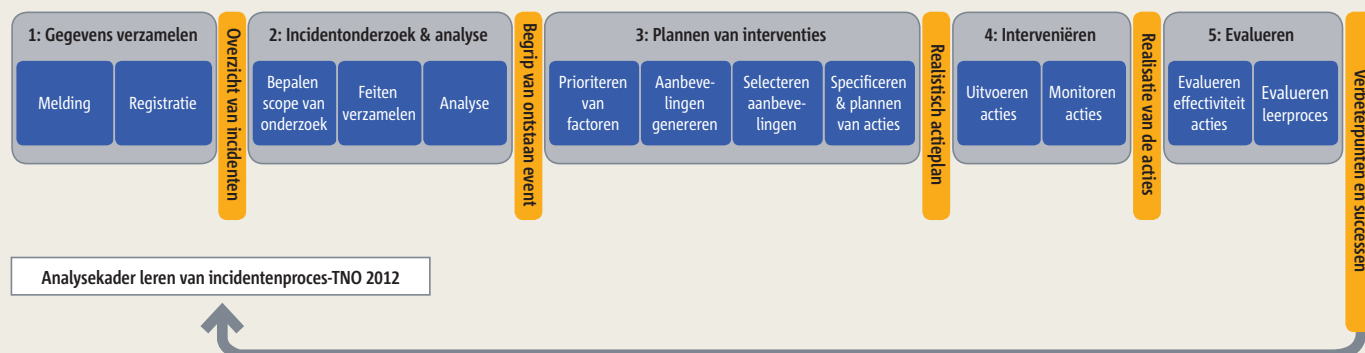 1: Gegevens verzamelen
Melding
Registratie
Overzicht van incidenten
2: Incidentonderzoek & analyse
Bepalen
scope van
onderzoek
Feiten
verzamelen
Analyse
Begrip van ontstaan event
3: Plannen van interventies
Prioriteren
van
factoren
Aanbeve-
lingen
genereren
Selecteren
aanbeve-
lingen
Specificeren
& plannen
van acties
Realistisch actieplan
4: Interveniëren
Uitvoeren
acties
Monitoren
acties
Realisatie van de acties
5: Evalueren
Evalueren
effectiviteit
acties
Evalueren
leerproces
Verbeterpunten en successen
Analysekader leren van incidentenproces-TNO 2012